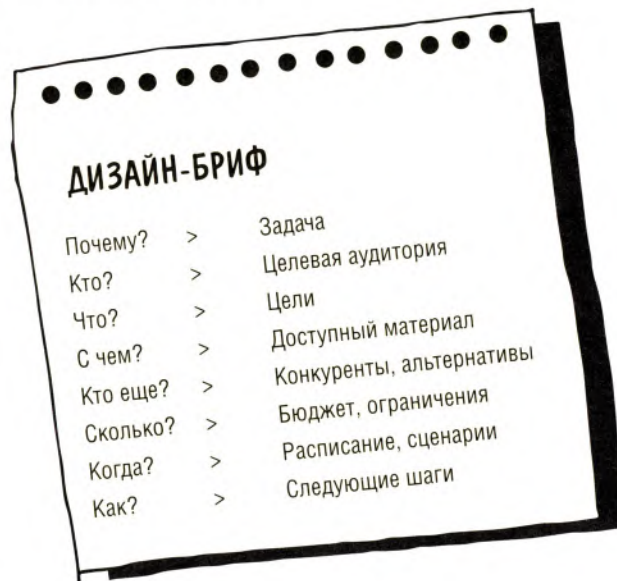 ДИЗАЙН-БРИФ
Почему? > Задача
Кто? > Целевая аудитория
Что? > Цели
С чем? > Доступный материал
Кто еще? > Конкуренты, альтернативы
Сколько? > Бюджет, ограничения
Когда? > Расписание, сценарии
Как? > Следующие шаги